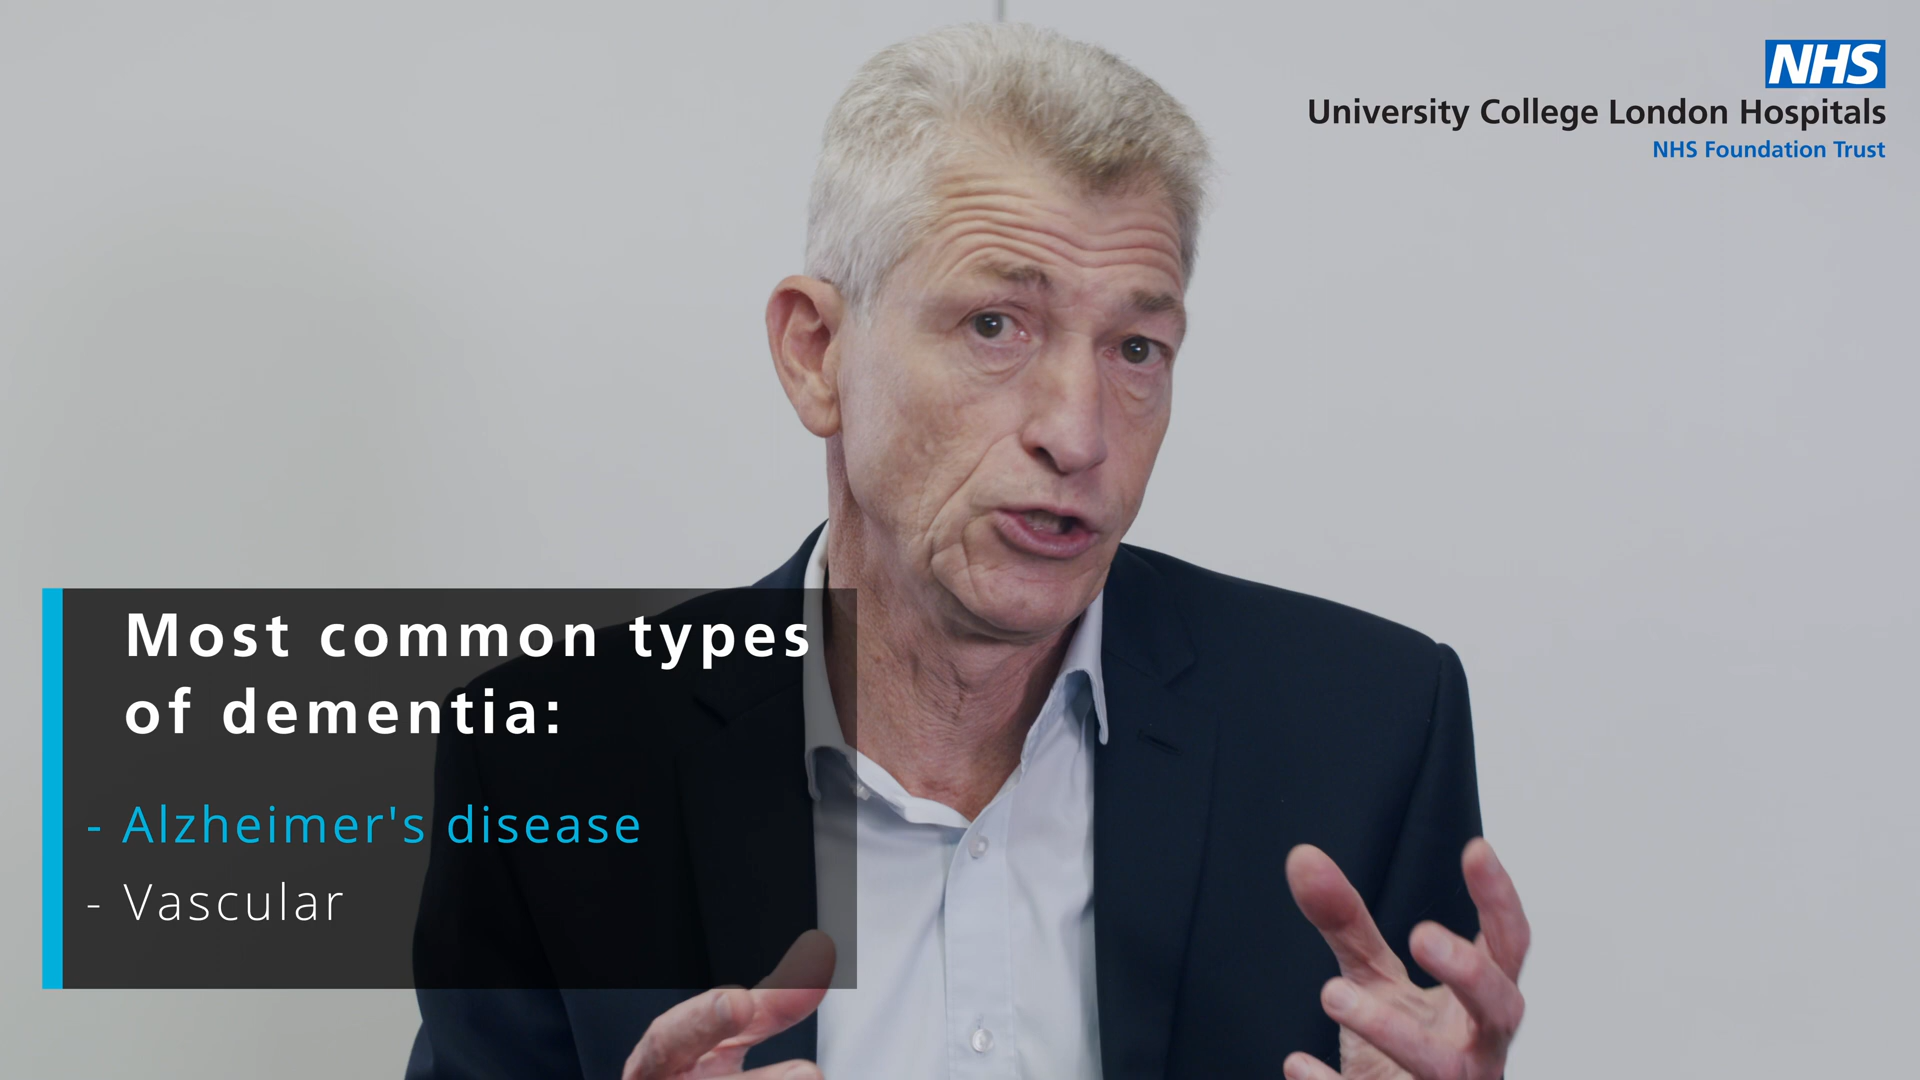 NHS
University College London Hospitals
NHS Foundation Trust
Most common types
of dementia:
- Alzheimer's disease
- Vascular